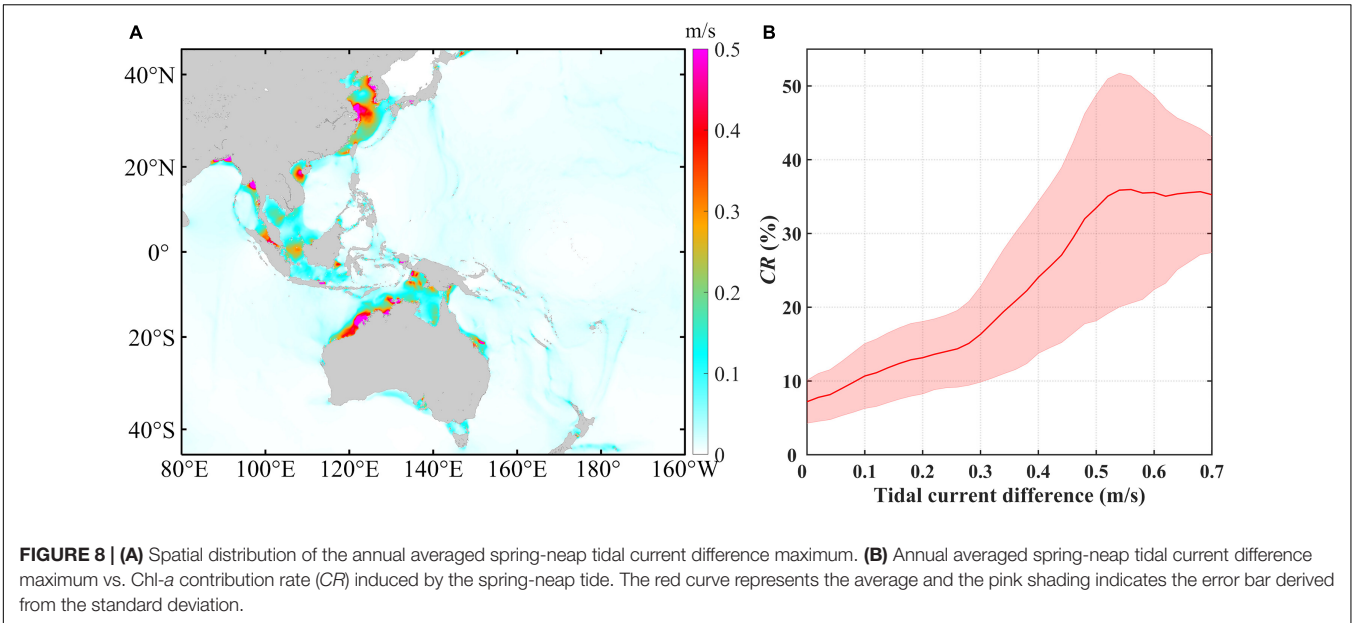 A
m/s
B
40°N
20°N
0°
20°S
40°S
80°E 100°E 120°E 140°E 160°E 180° 160°W
0.5
0.4
0.3
0.2
0.1
0
CR (%)
50
40
30
20
10
0
0 0.1 0.2 0.3 0.4 0.5 0.6 0.7
Tidal current difference (m/s)
FIGURE 8 | (A) Spatial distribution of the annual averaged spring-neap tidal current difference maximum. (B) Annual averaged spring-neap tidal current difference
maximum vs. Chl-a contribution rate (CR) induced by the spring-neap tide. The red curve represents the average and the pink shading indicates the error bar derived
from the standard deviation.